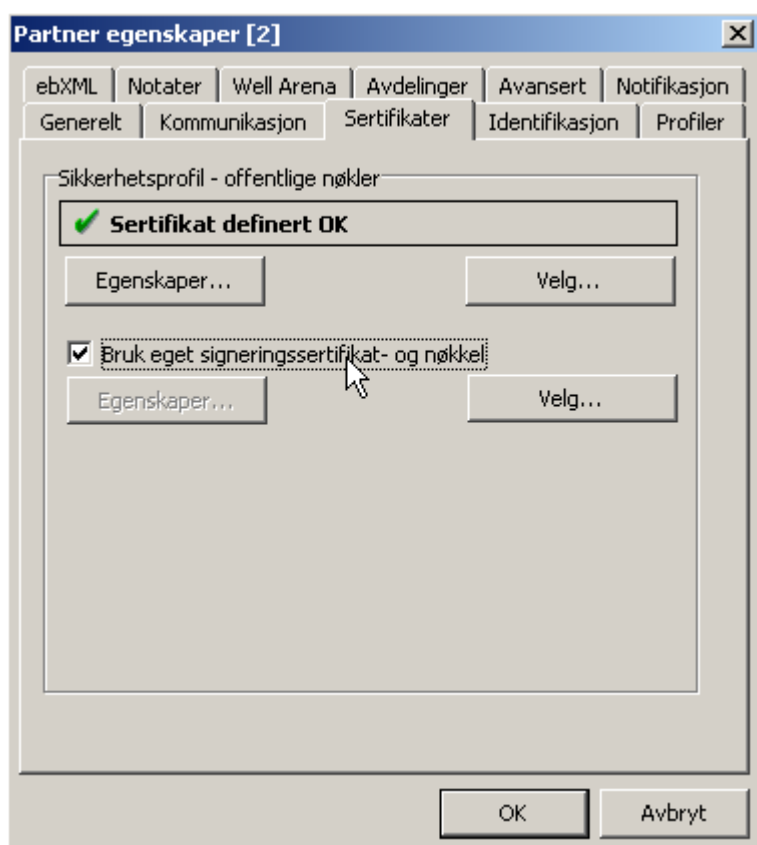 Partner egenskaper [2]
ebXML Notater Well Arena Avdelinger Avansert Notifikasjon
Generelt Kommunikasjon Sertifikater Identifikasjon Profiler
Sikkerhetsprofil - offentlige nøkler
Sertifikat definert OK
Egenskaper... Velg...
Bruk eget signeringssertifikat- og nøkkel
Egenskaper... Velg...
OK Avbryt